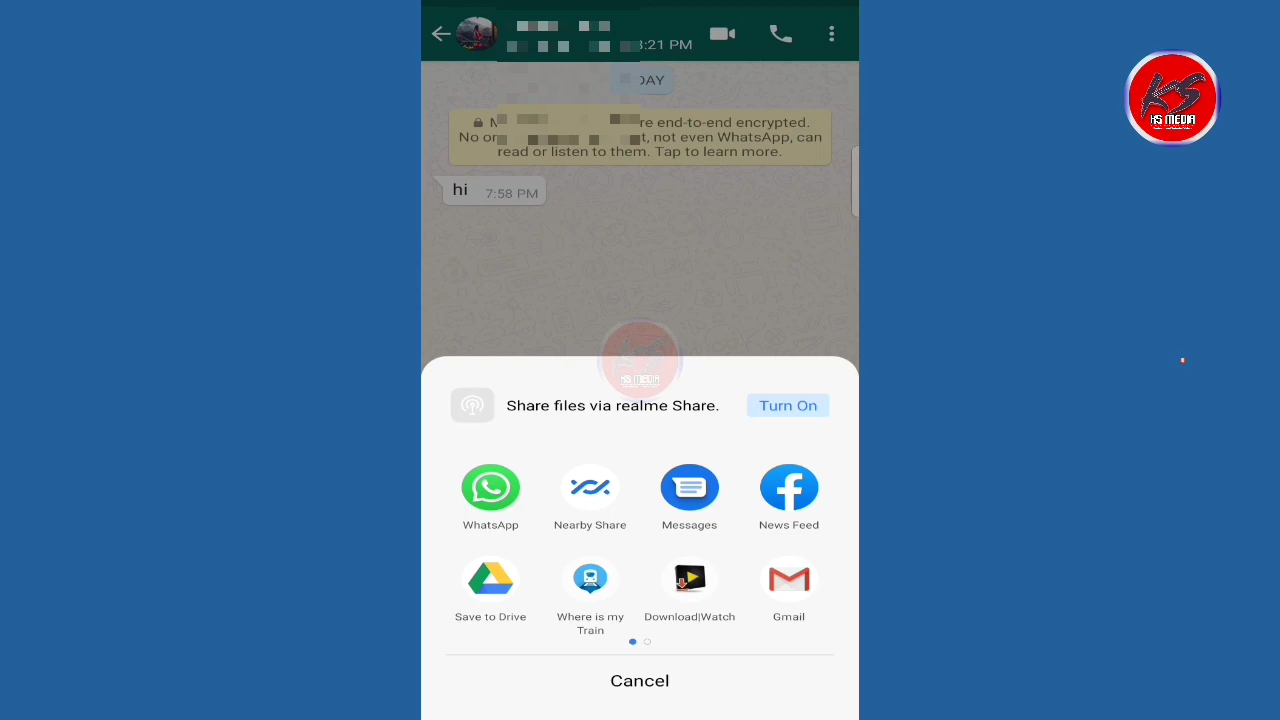 3:21 PM
DAY
re end-to-end encrypted.
No or t, not even WhatsApp, can
read or listen to them. Tap to learn more.
hi 7:58 PM
KS MEDIA
KS MEDIA
Share files via realme Share. Turn On
WhatsApp Nearby Share Messages News Feed
Save to Drive Where is my Download|Watch Gmail
Train
Cancel